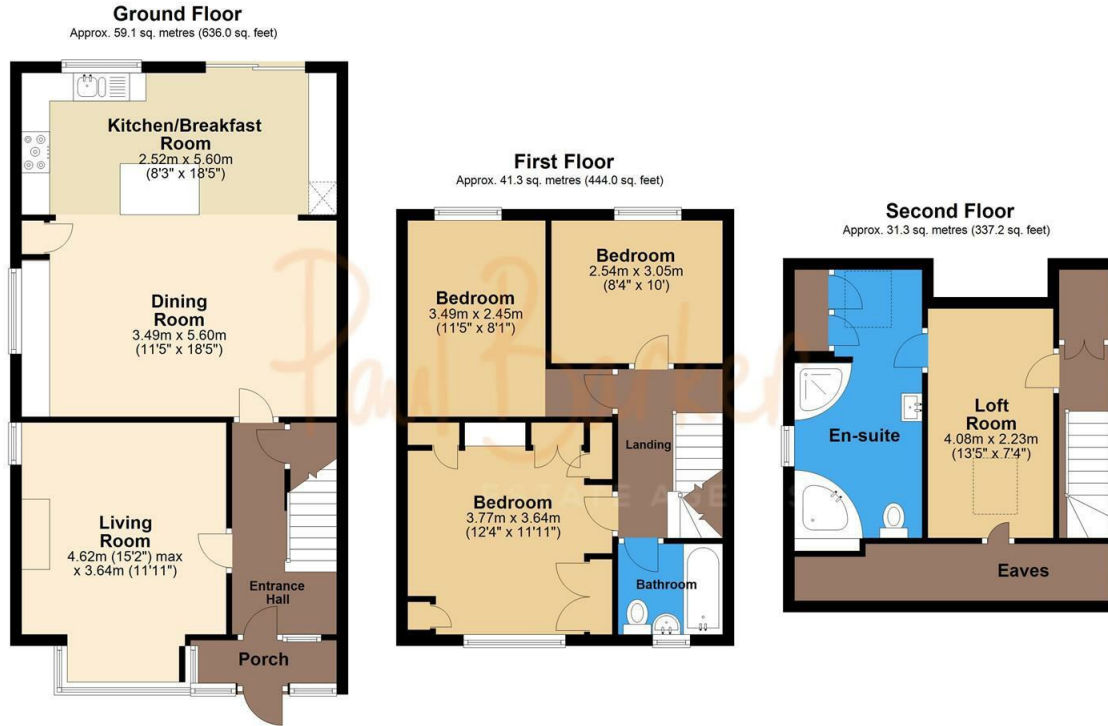 Ground Floor
Approx. 59.1 sq. metres (636.0 sq. feet)
Kitchen/Breakfast
Room
2.52m x 5.60m
(8'3" x 18'5")
Dining
Room
3.49m x 5.60m
(11'5" x 18'5")
Living
Room
4.62m (15'2") max
x 3.64m (11'11")
Entrance
Hall
Porch
First Floor
Approx. 41.3 sq. metres (444.0 sq. feet)
Bedroom
3.49m x 2.45m
(11'5" x 8'1")
Bedroom
2.54m x 3.05m
(8'4" x 10')
Landing
Bedroom
3.77m x 3.64m
(12'4" x 11'11")
Bathroom
Second Floor
Approx. 31.3 sq. metres (337.2 sq. feet)
En-suite
Loft
Room
4.08m x 2.23m
(13'5" x 7'4")
Eaves
Paul Barker
ESTATE AGENTS